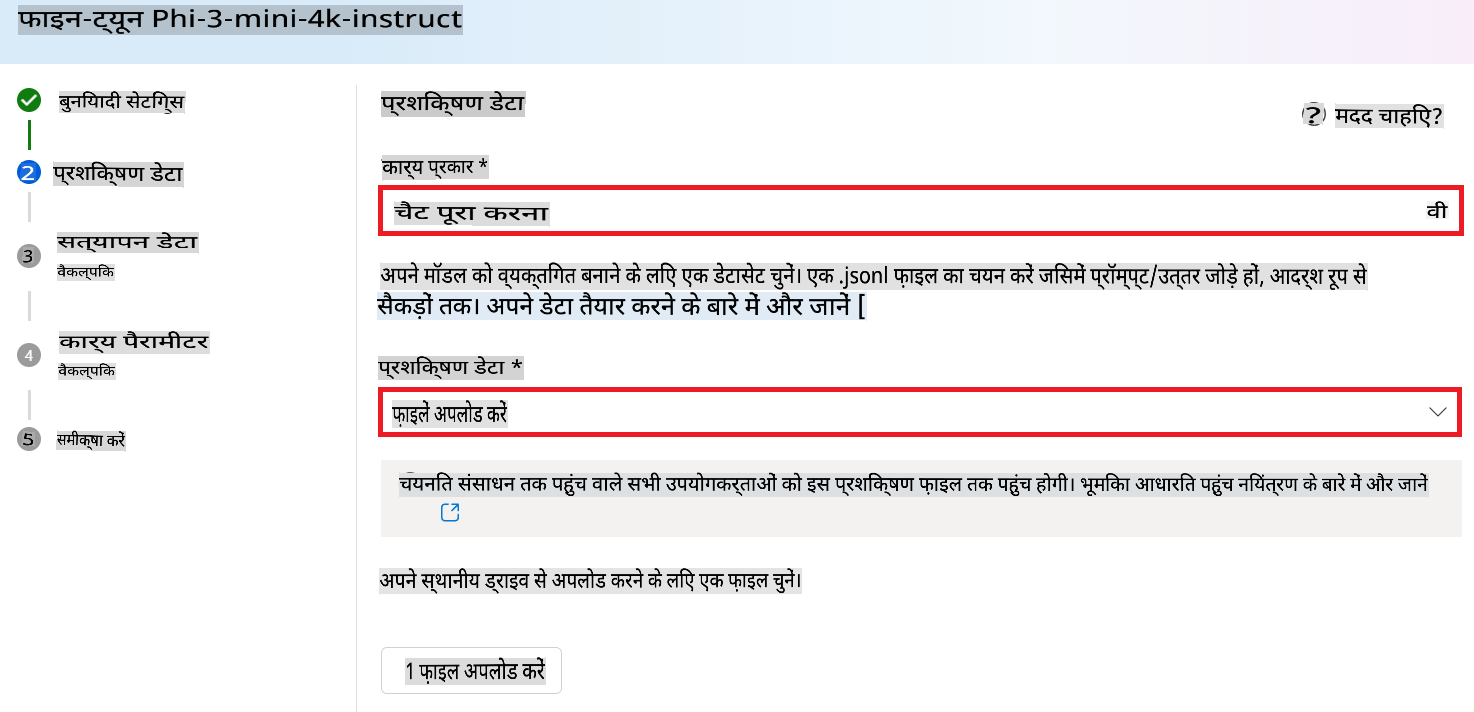 फाइन-ट्यून Phi-3-mini-4k-instruct
बुनियादी सेटिंग्स
2 प्रशिक्षण डेटा
3 सत्यापन डेटा
वैकल्पिक
4 कार्य पैरामीटर
वैकल्पिक
5 समीक्षा करें
प्रशिक्षण डेटा
? मदद चाहिए?
कार्य प्रकार *
चैट पूरा करना वी
अपने मॉडल को व्यक्तिगत बनाने के लिए एक डेटासेट चुनें। एक .jsonl फ़ाइल का चयन करें जिसमें प्रॉम्प्ट/उत्तर जोड़े हों, आदर्श रूप से
सैकड़ों तक। अपने डेटा तैयार करने के बारे में और जानें [
प्रशिक्षण डेटा *
फ़ाइलें अपलोड करें
चयनित संसाधन तक पहुंच वाले सभी उपयोगकर्ताओं को इस प्रशिक्षण फ़ाइल तक पहुंच होगी। भूमिका आधारित पहुंच नियंत्रण के बारे में और जानें
अपने स्थानीय ड्राइव से अपलोड करने के लिए एक फ़ाइल चुनें।
1 फ़ाइल अपलोड करें